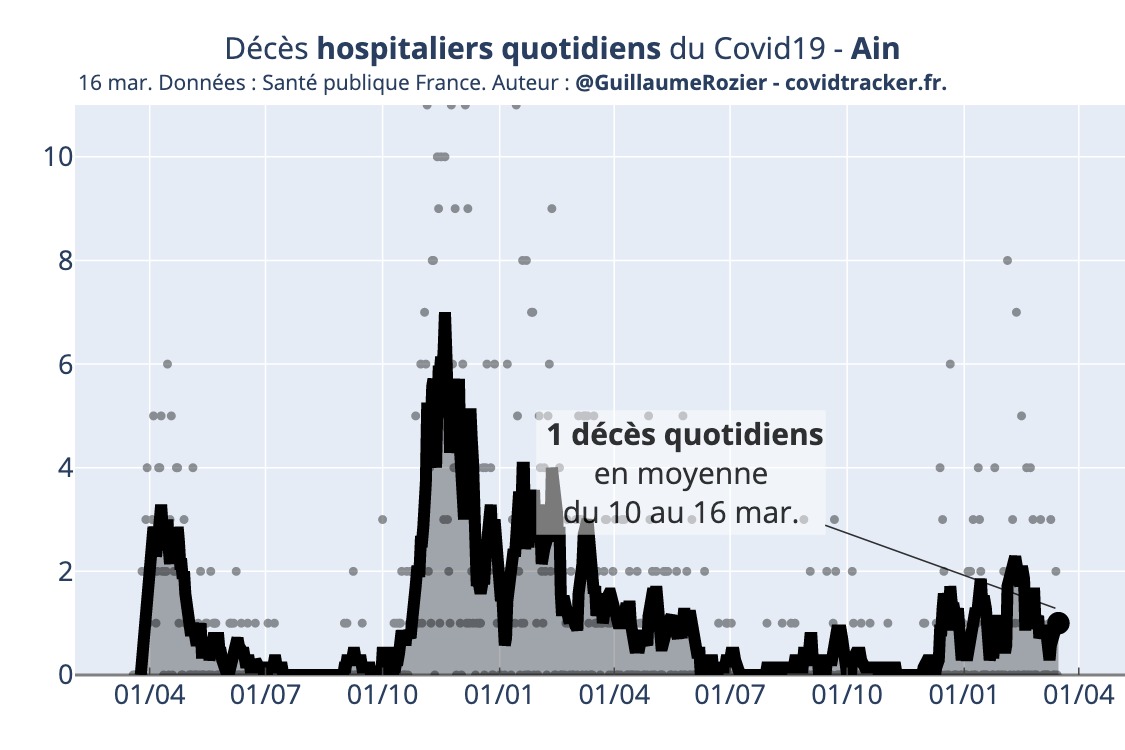 Décès hospitaliers quotidiens du Covid19 - Ain
16 mar. Données : Santé publique France. Auteur : @GuillaumeRozier - covidtracker.fr.
10
8
6
4
2
0
1 décès quotidiens
en moyenne
du 10 au 16 mar.
01/04 01/07 01/10 01/01 01/04 01/07 01/10 01/01 01/04